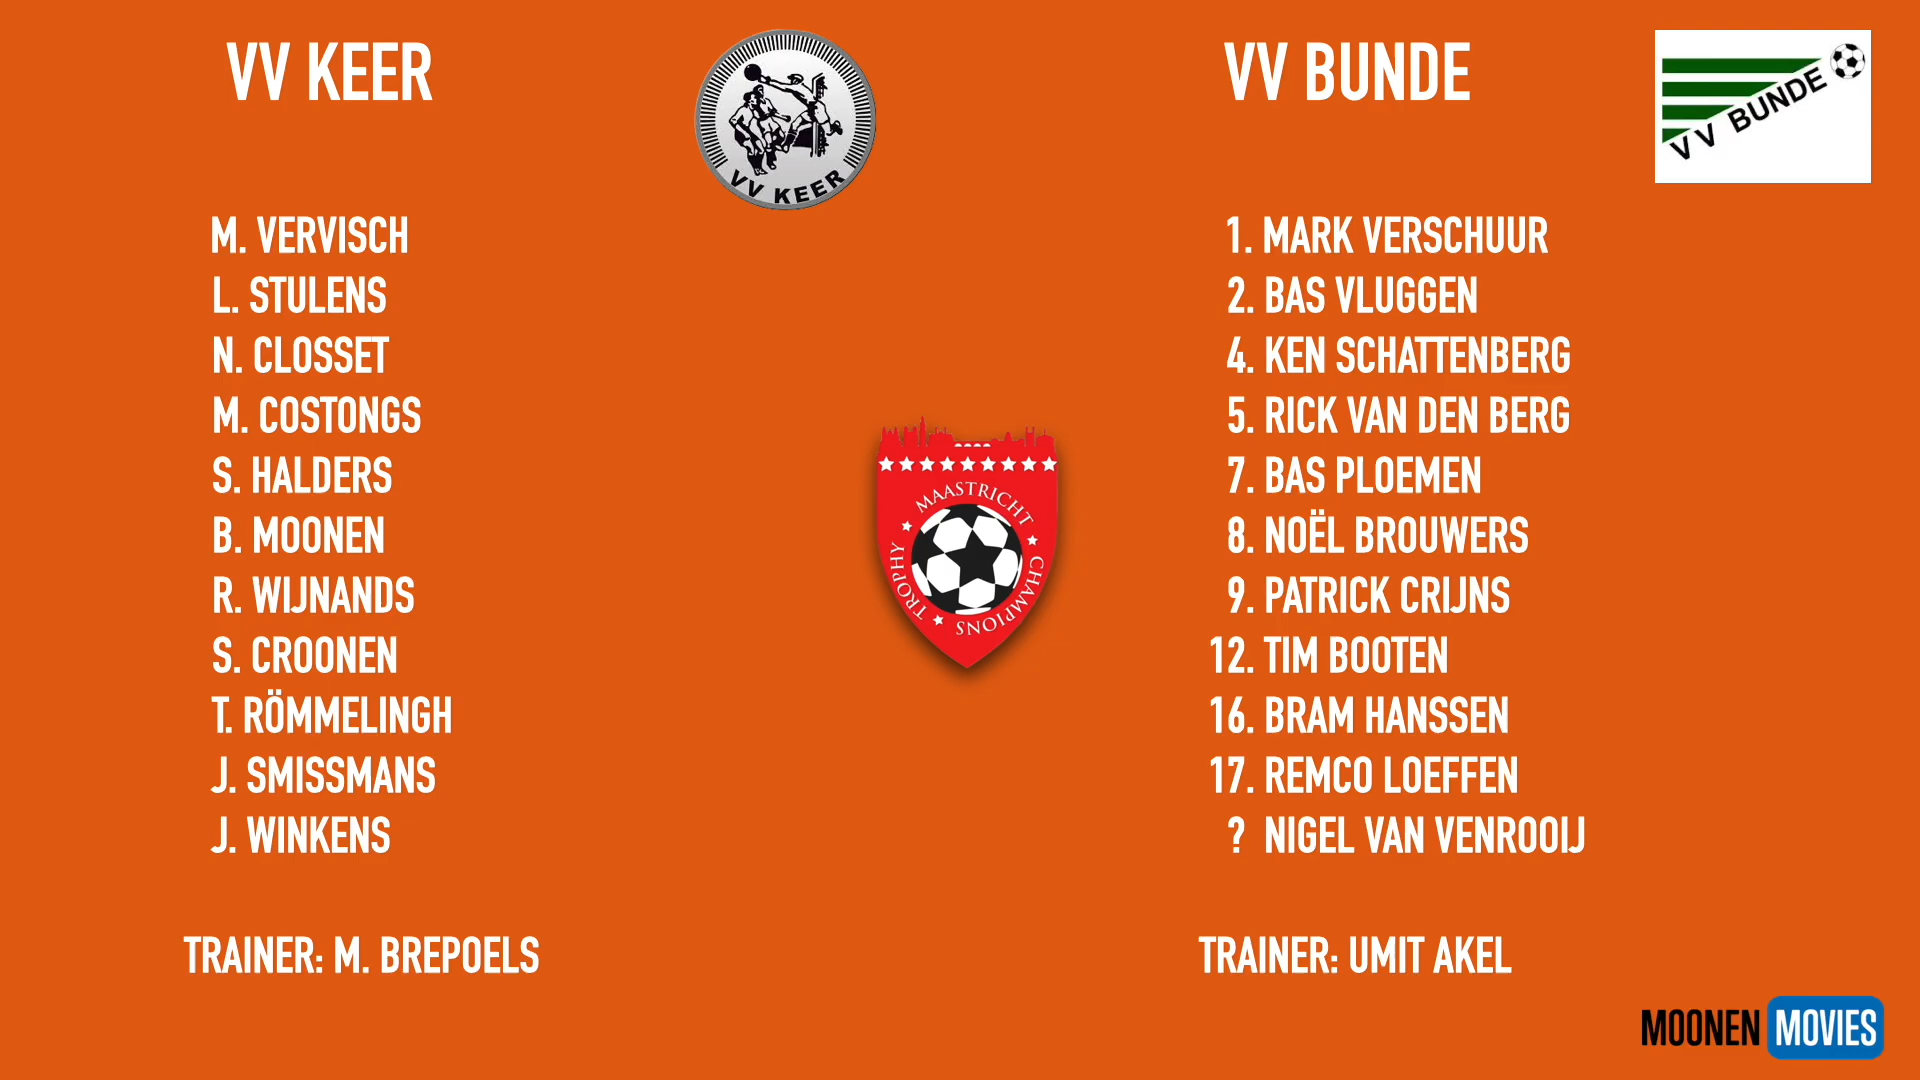 VV KEER
VV KEER
M. VERVISCH
L. STULENS
N. CLOSSET
M. COSTONGS
S. HALDERS
B. MOONEN
R. WIJNANDS
S. CROONEN
T. RÖMMELINGH
J. SMISSMANS
J. WINKENS
TRAINER: M. BREPOELS
MAASTRICHT CHAMPIONS TROPHY
VV BUNDE
VV BUNDE
1. MARK VERSCHUUR
2. BAS VLUGGEN
4. KEN SCHATTENBERG
5. RICK VAN DEN BERG
7. BAS PLOEMEN
8. NOËL BROUWERS
9. PATRICK CRIJNS
12. TIM BOOTEN
16. BRAM HANSSEN
17. REMCO LOEFFEN
? NIGEL VAN VENROOIJ
TRAINER: UMIT AKEL
MOONEN MOVIES